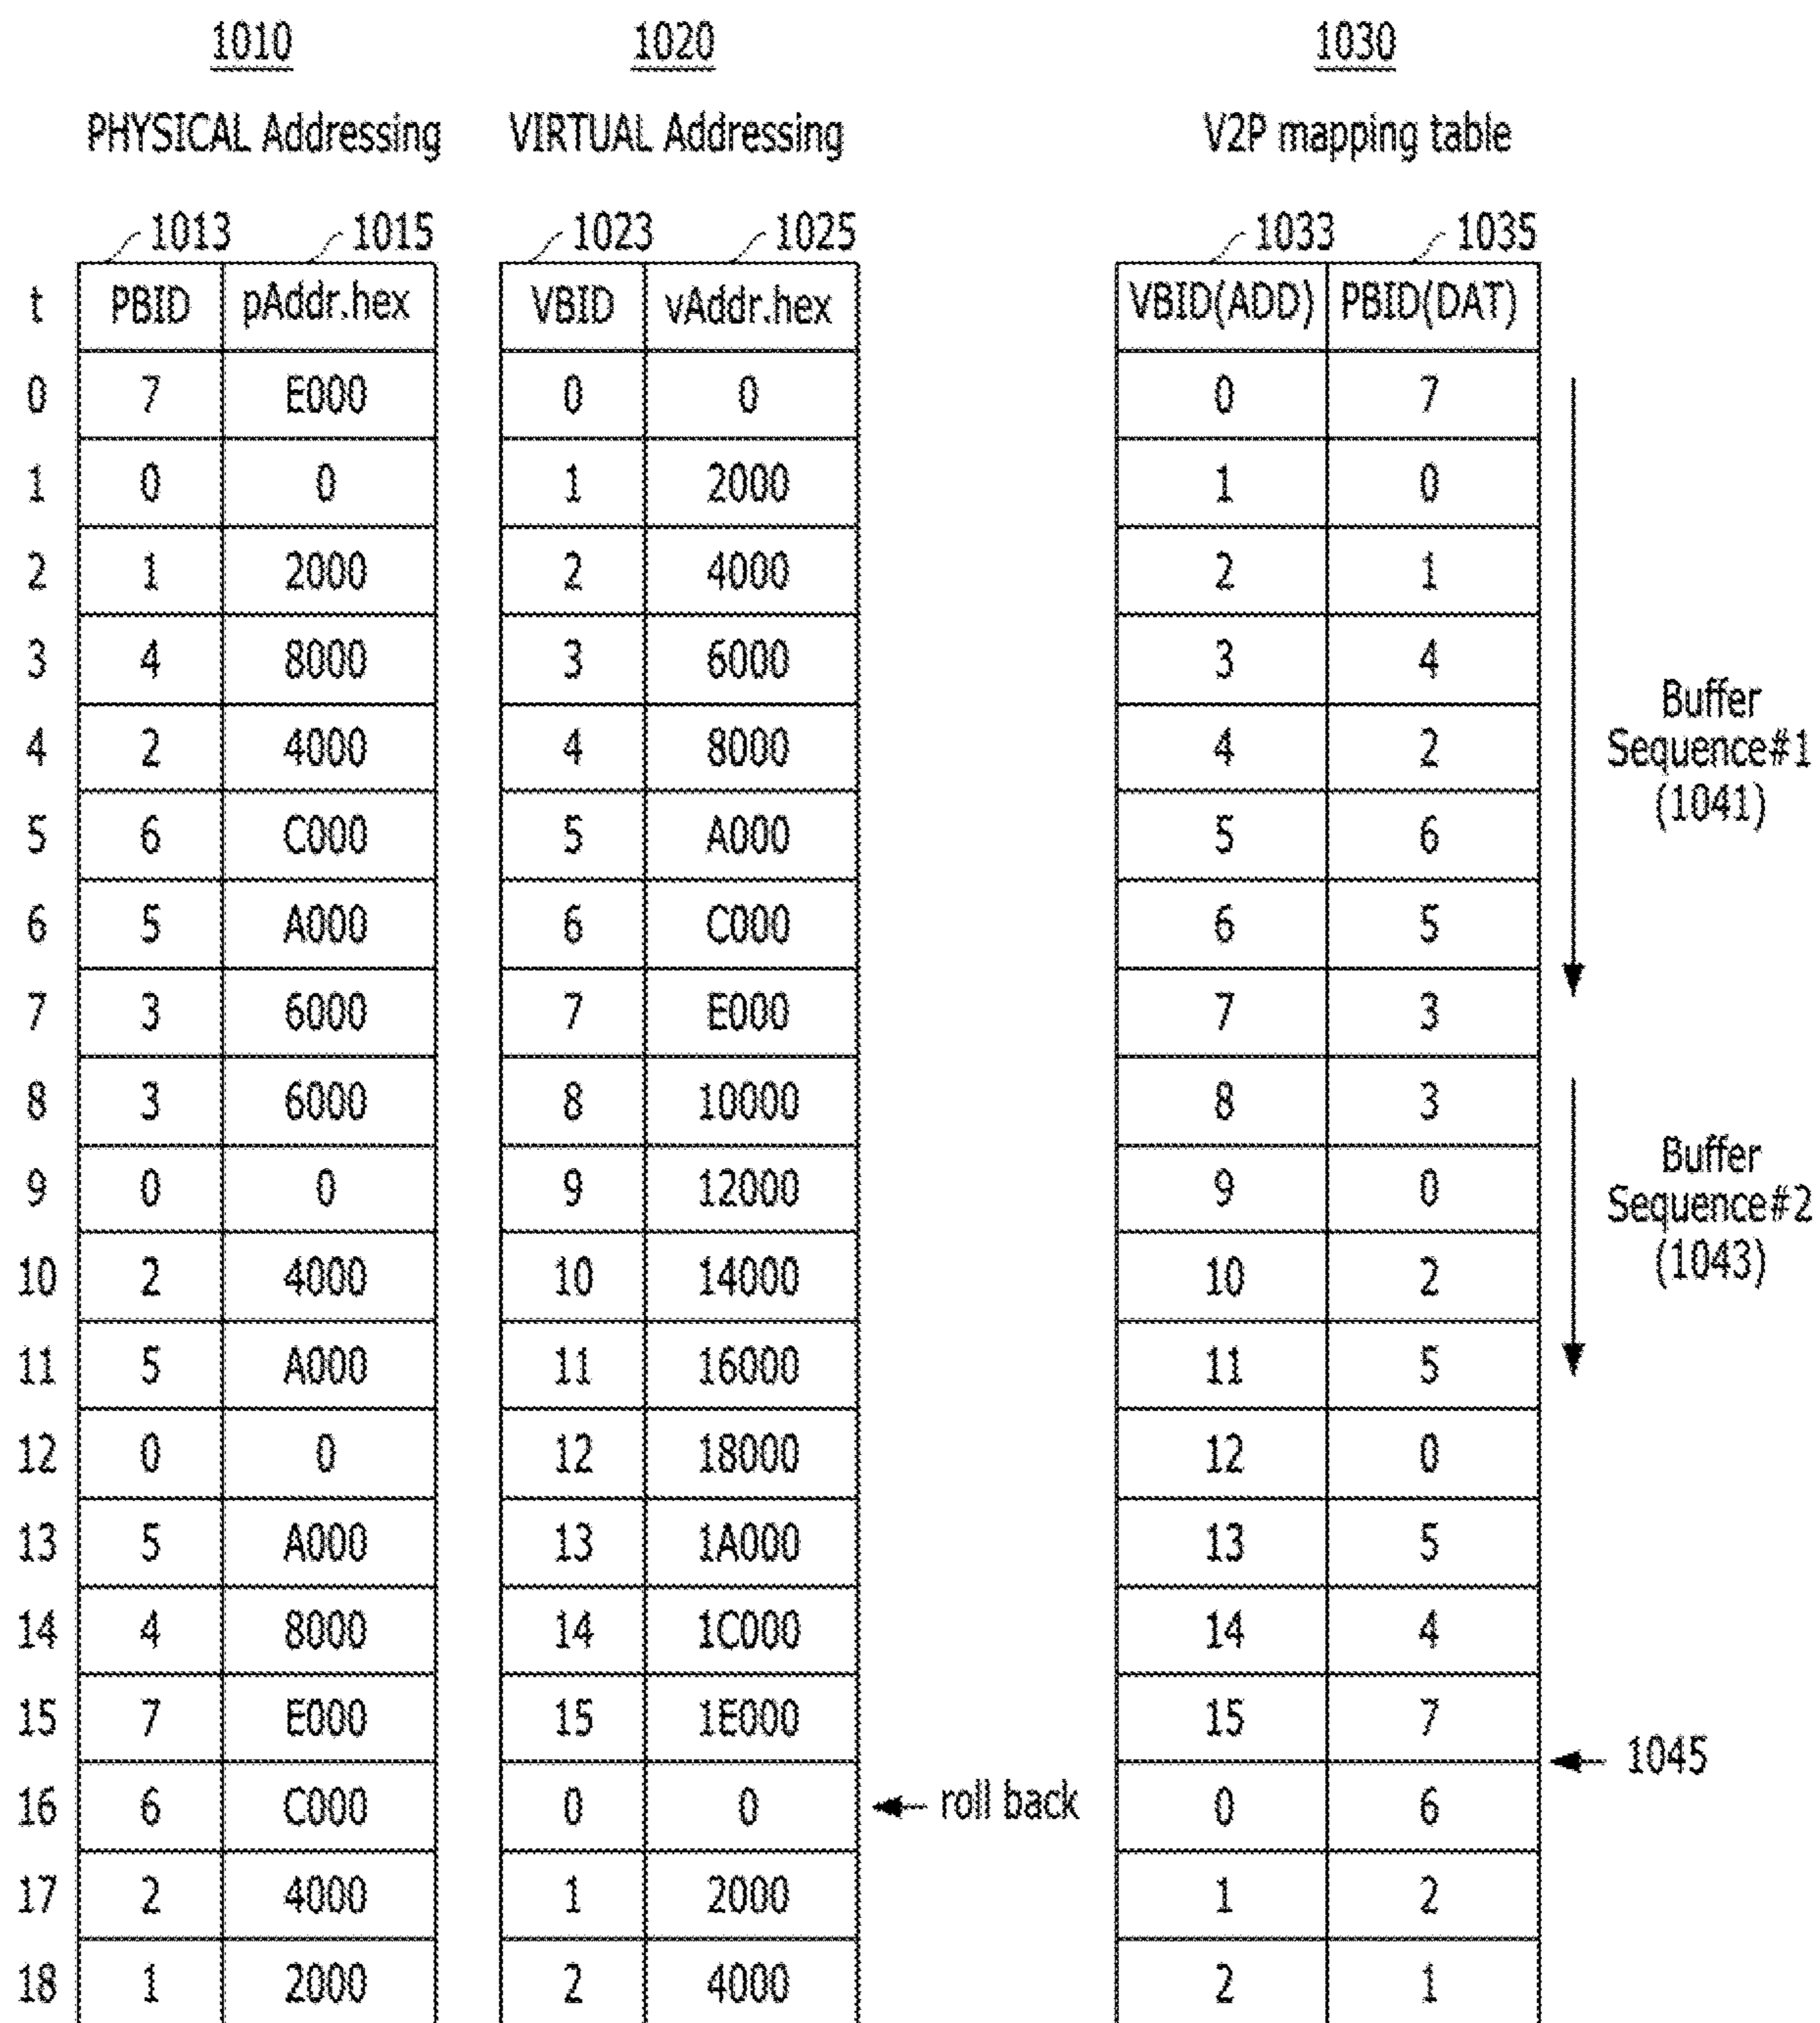 1010 1020 1030
PHYSICAL Addressing VIRTUAL Addressing V2P mapping table
1013 1015 1023 1025 1033 1035
t PBID pAddr.hex VBID vAddr.hex VBID(ADD) PBID(DAT)
0 7 E000 0 0 0 7
1 0 0 1 2000 1 0
2 1 2000 2 4000 2 1
3 4 8000 3 6000 3 4
4 2 4000 4 8000 4 2
5 6 C000 5 A000 5 6
6 5 A000 6 C000 6 5
7 3 6000 7 E000 7 3
Buffer
Sequence#1
(1041)
8 3 6000 8 10000 8 3
9 0 0 9 12000 9 0
10 2 4000 10 14000 10 2
11 5 A000 11 16000 11 5
Buffer
Sequence#2
(1043)
12 0 0 12 18000 12 0
13 5 A000 13 1A000 13 5
14 4 8000 14 1C000 14 4
15 7 E000 15 1E000 15 7
1045
16 6 C000 0 0 roll back 0 6
17 2 4000 1 2000 1 2
18 1 2000 2 4000 2 1